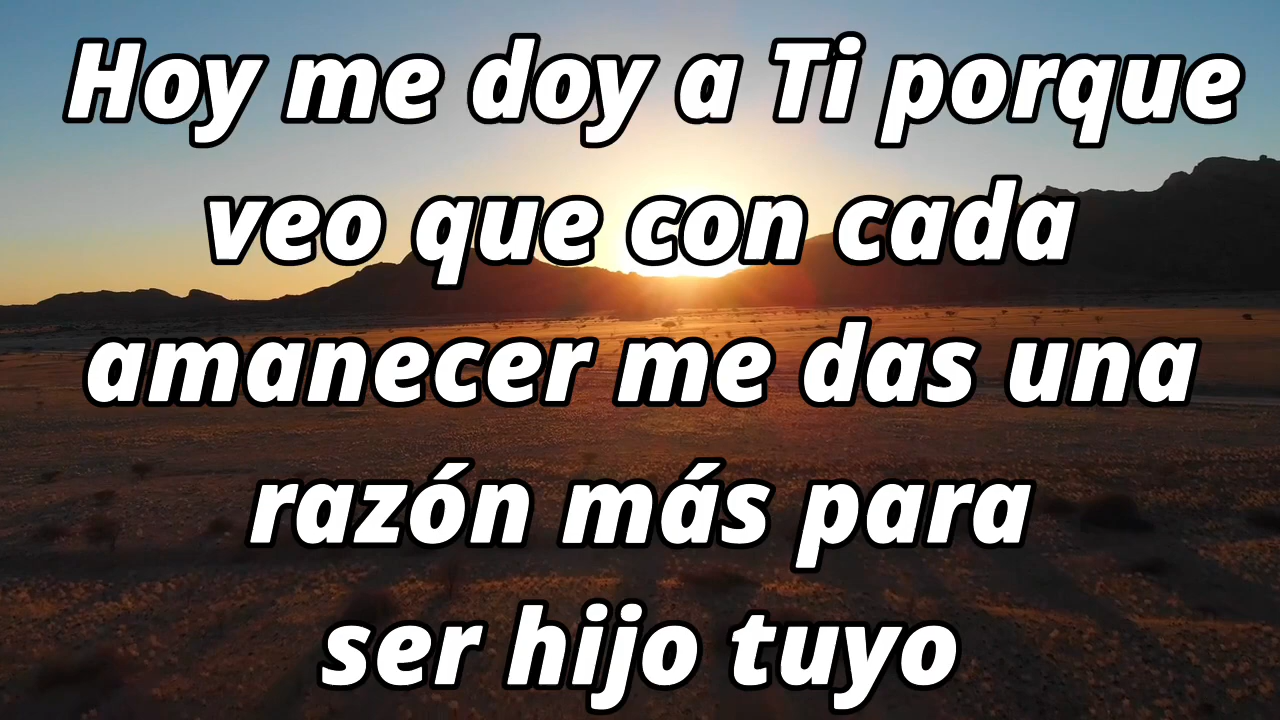 Hoy me doy a Ti porque
veo que con cada
amanecer me das una
razón más para
ser hijo tuyo